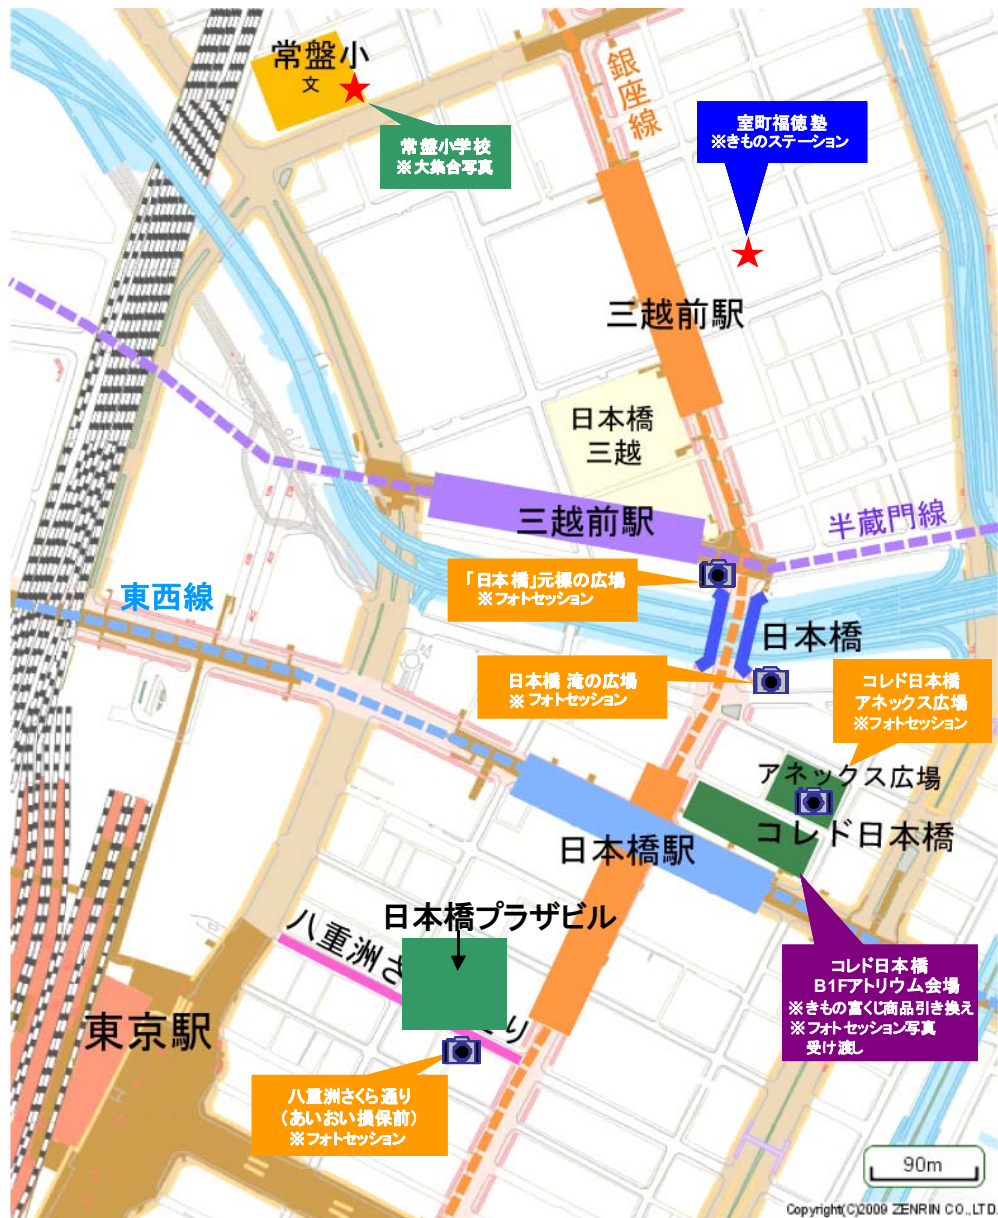 常盤小
文
銀座線
常盤小学校
※大集合写真
室町福徳塾
※きものステーション
三越前駅
日本橋
三越
三越前駅
半蔵門線
東西線
「日本橋」元標の広場
※フォトセッション
日本橋
日本橋 滝の広場
※ フォトセッション
コレド日本橋
アネックス広場
※フォトセッション
アネックス広場
コレド日本橋
日本橋駅
日本橋プラザビル
八重洲さ
り
東京駅
コレド日本橋
B1Fアトリウム会場
※きもの富くじ商品引き換え
※フォトセッション写真
受け渡し
八重洲さくら通り
(あいおい損保前)
※フォトセッション
90m
Copyright(C)2009 ZENRIN CO.,LTD.